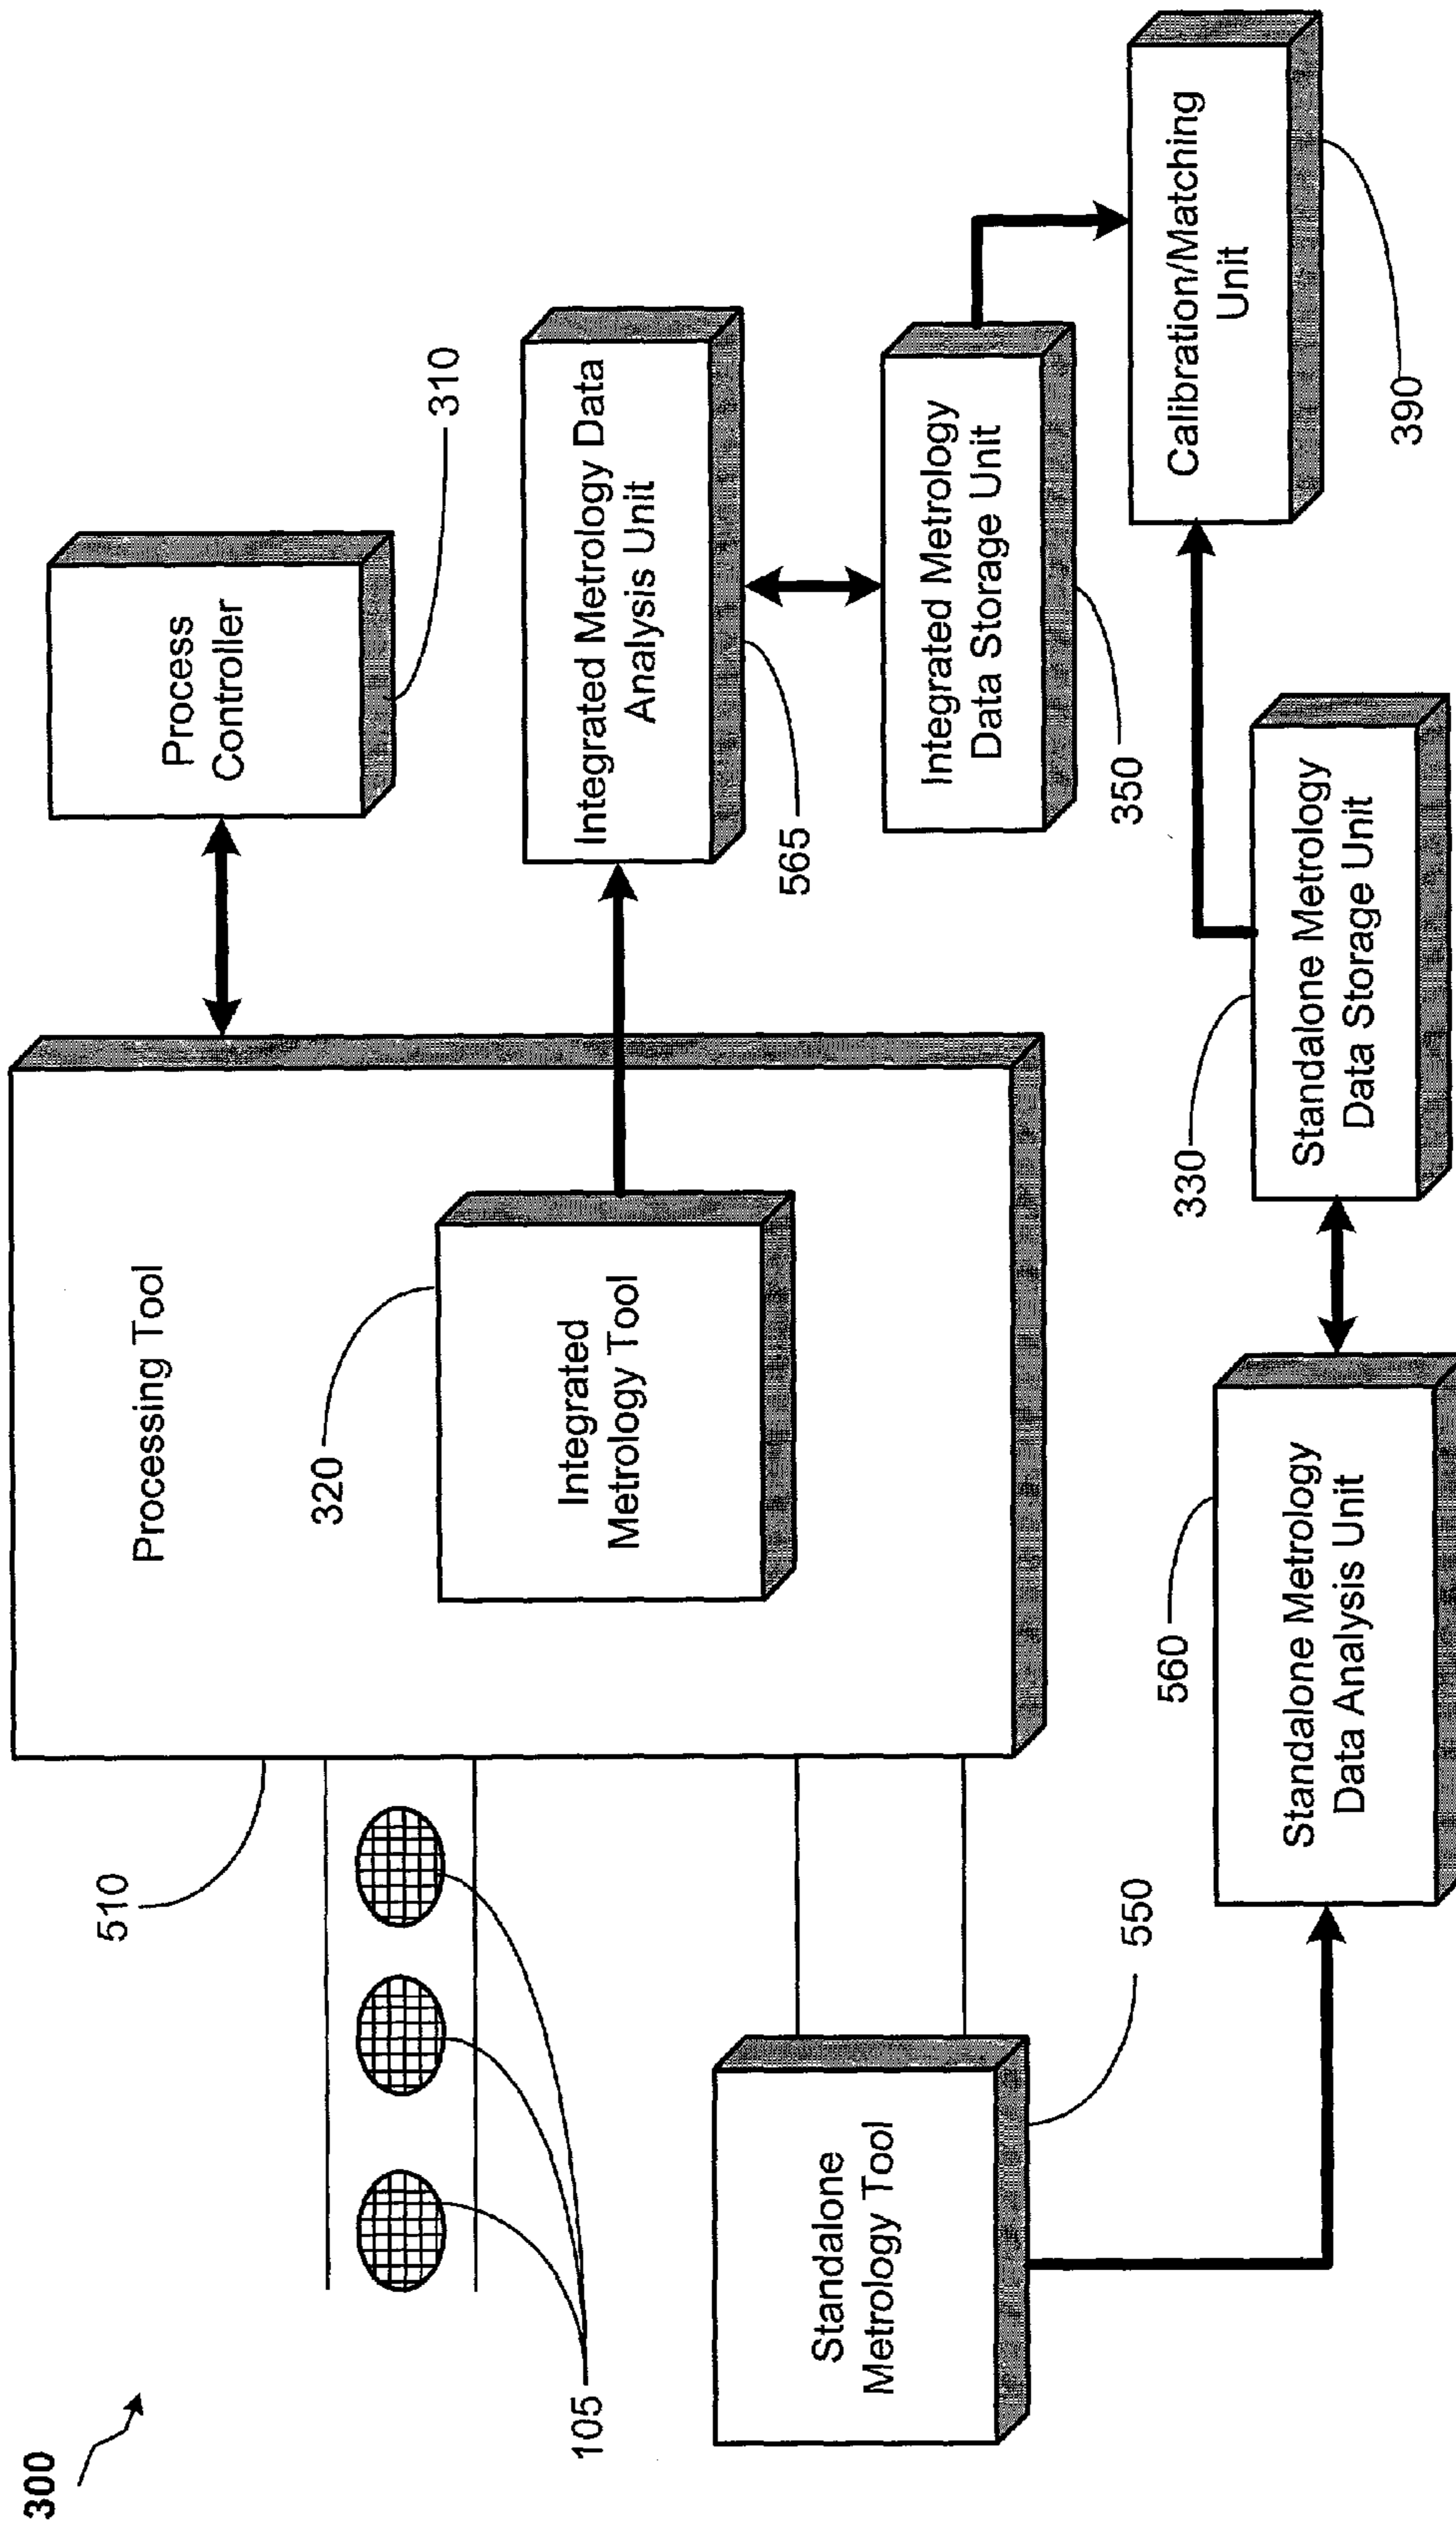 300
Processing Tool
510
Process
Controller
310
320
Integrated
Metrology Tool
Integrated Metrology Data
Analysis Unit
565
105
Standalone
Metrology Tool
550
Integrated Metrology
Data Storage Unit
350
Calibration/Matching
Unit
390
560
Standalone Metrology
Data Analysis Unit
330
Standalone Metrology
Data Storage Unit